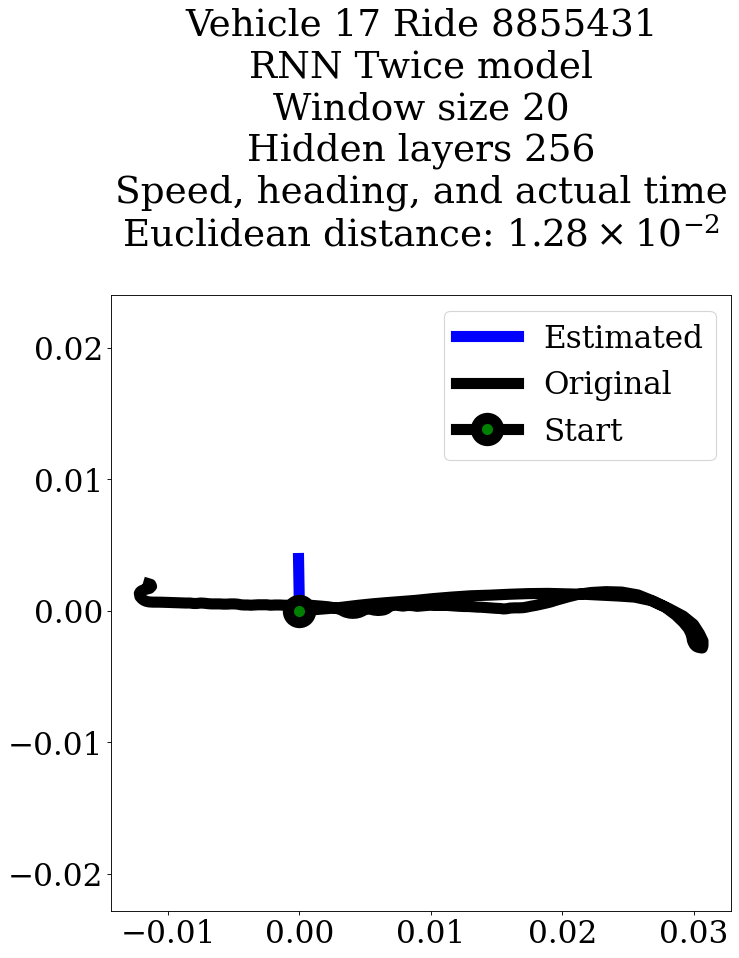 Vehicle 17 Ride 8855431
RNN Twice model
Window size 20
Hidden layers 256
Speed, heading, and actual time
Euclidean distance: 1.28 × 10⁻²
Estimated
Original
Start
0.02
0.01
0.00
−0.01
−0.02
−0.01 0.00 0.01 0.02 0.03